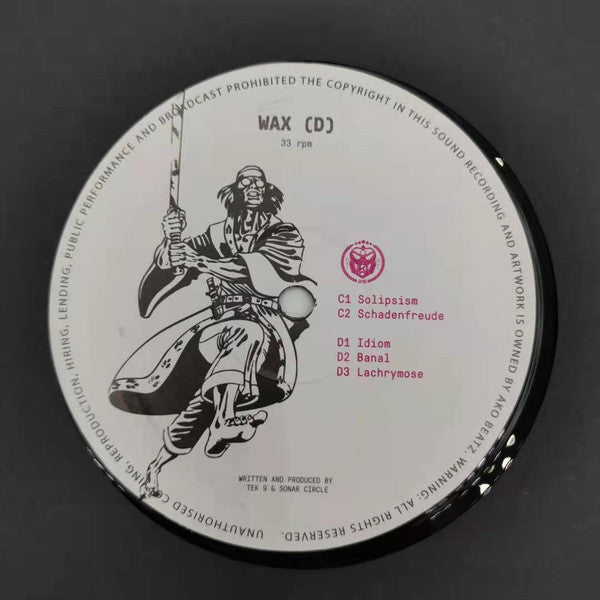 WAX (D)
33 rpm
C1 Solipsism
C2 Schadenfreude
D1 Idiom
D2 Banal
D3 Lachrymose
WRITTEN AND PRODUCED BY
TEK 9 & SONAR CIRCLE
UNAUTHORISED REPRODUCTION, HIRING, LENDING, PUBLIC PERFORMANCE AND BROADCAST PROHIBITED THE COPYRIGHT IN THIS SOUND RECORDING AND ARTWORK IS OWNED BY AKO BEATZ. WARNING: ALL RIGHTS RESERVED.